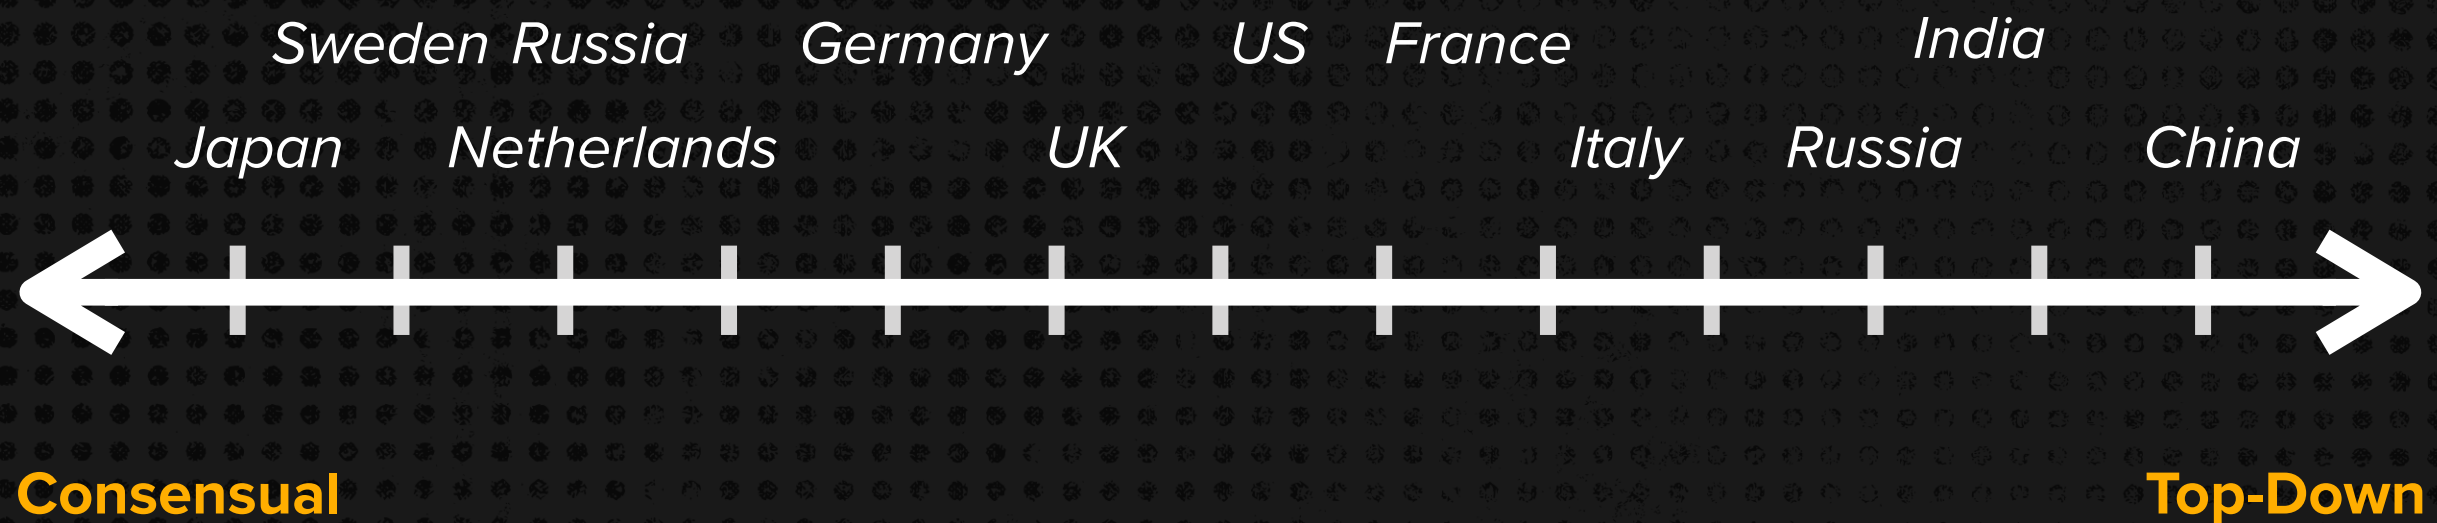 Sweden Russia Germany US France India
Japan Netherlands UK Italy Russia China
Consensual Top-Down